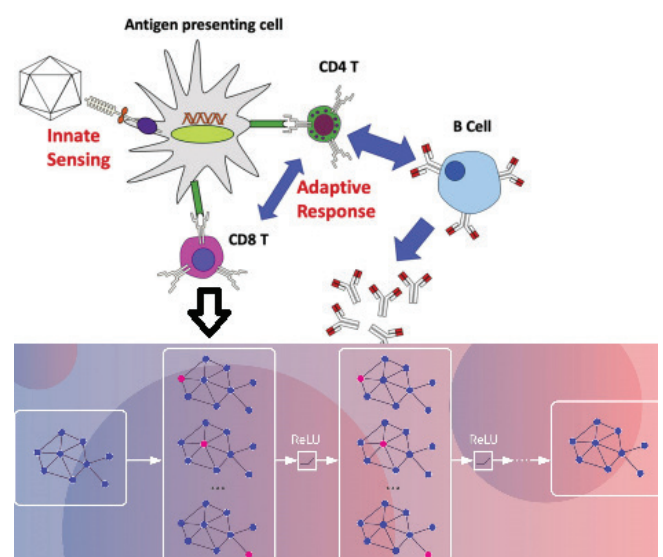 Antigen presenting cell
CD4 T
Innate
Sensing
B Cell
Adaptive
Response
CD8 T
ReLU
...
ReLU
...